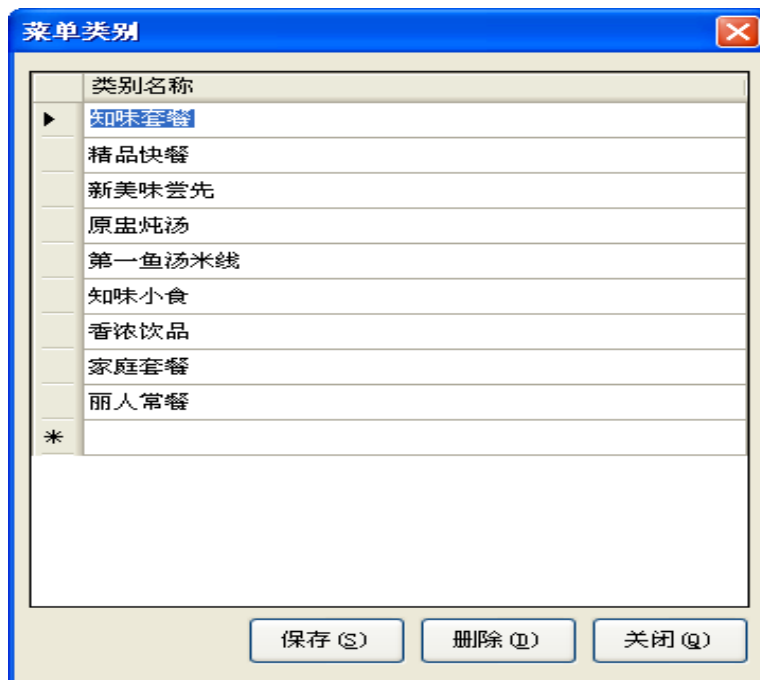 菜单类别
类别名称
知味套餐
精品快餐
新美味尝先
原盅炖汤
第一鱼汤米线
知味小食
香浓饮品
家庭套餐
丽人常餐
保存(S) 删除(D) 关闭(Q)